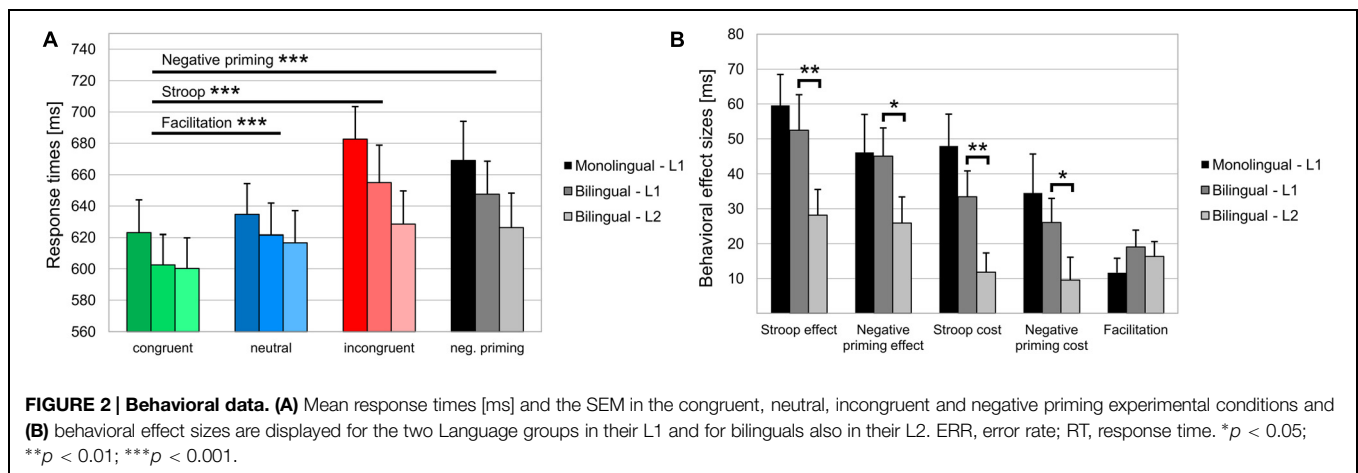 A
Response times [ms]
740
720
700
680
660
640
620
600
580
560
Negative priming ***
Stroop ***
Facilitation ***
congruent neutral incongruent neg. priming
Monolingual - L1
Bilingual - L1
Bilingual - L2
B
Behavioral effect sizes [ms]
80
70
60
50
40
30
20
10
**
*
**
*
Stroop effect Negative priming effect Stroop cost Negative priming cost Facilitation
Monolingual - L1
Bilingual - L1
Bilingual - L2
FIGURE 2 | Behavioral data. (A) Mean response times [ms] and the SEM in the congruent, neutral, incongruent and negative priming experimental conditions and
(B) behavioral effect sizes are displayed for the two Language groups in their L1 and for bilinguals also in their L2. ERR, error rate; RT, response time. *p < 0.05;
**p < 0.01; ***p < 0.001.